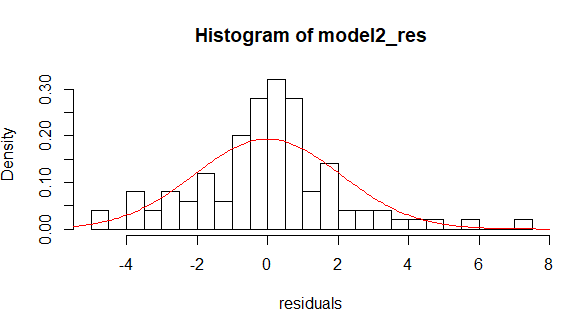 Histogram of model2_res
Density
0.30
0.20
0.10
0.00
-4 -2 0 2 4 6 8
residuals